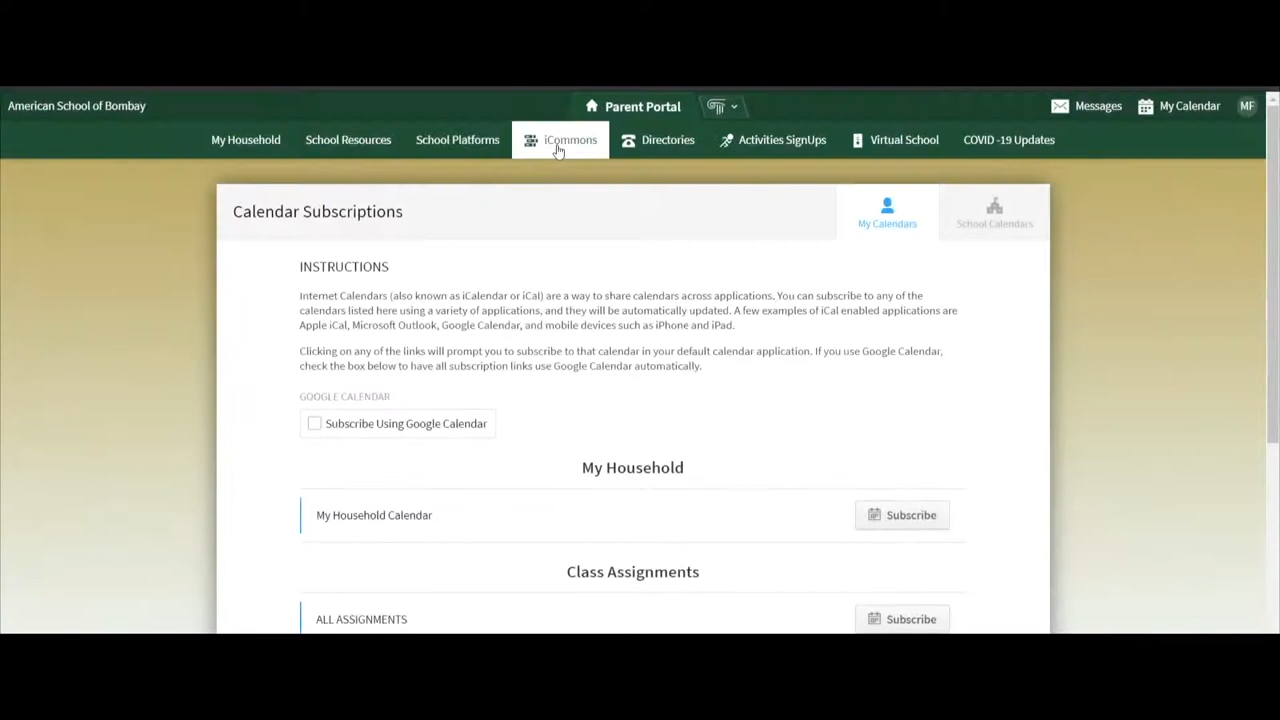 American School of Bombay
Parent Portal
Messages
My Calendar
MF
My Household
School Resources
School Platforms
iCommons
Directories
Activities SignUps
Virtual School
COVID -19 Updates
Calendar Subscriptions
My Calendars
School Calendars
INSTRUCTIONS
Internet Calendars (also known as iCalendar or iCal) are a way to share calendars across applications. You can subscribe to any of the
calendars listed here using a variety of applications, and they will be automatically updated. A few examples of iCal enabled applications are
Apple iCal, Microsoft Outlook, Google Calendar, and mobile devices such as iPhone and iPad.
Clicking on any of the links will prompt you to subscribe to that calendar in your default calendar application. If you use Google Calendar,
check the box below to have all subscription links use Google Calendar automatically.
GOOGLE CALENDAR
Subscribe Using Google Calendar
My Household
My Household Calendar
Subscribe
Class Assignments
ALL ASSIGNMENTS
Subscribe